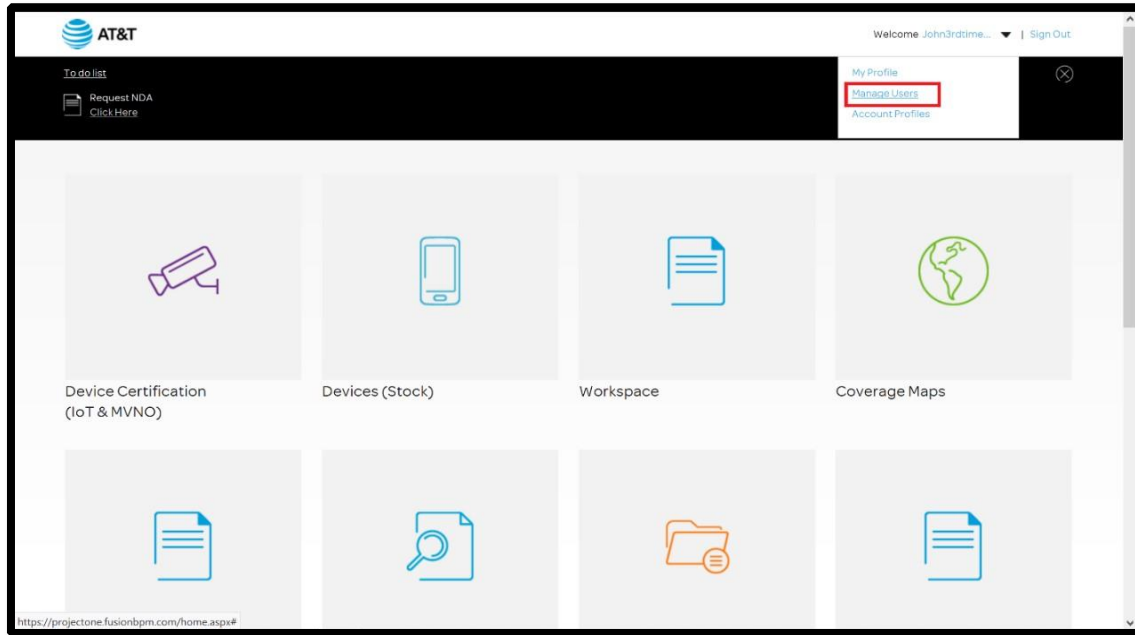 AT&T
Welcome John3rdtime... | Sign Out
To do list
Request NDA
Click Here
My Profile
Manage Users
Account Profiles
Device Certification
(IoT & MVNO)
Devices (Stock)
Workspace
Coverage Maps
https://projectone.fusionbpm.com/home.aspx#